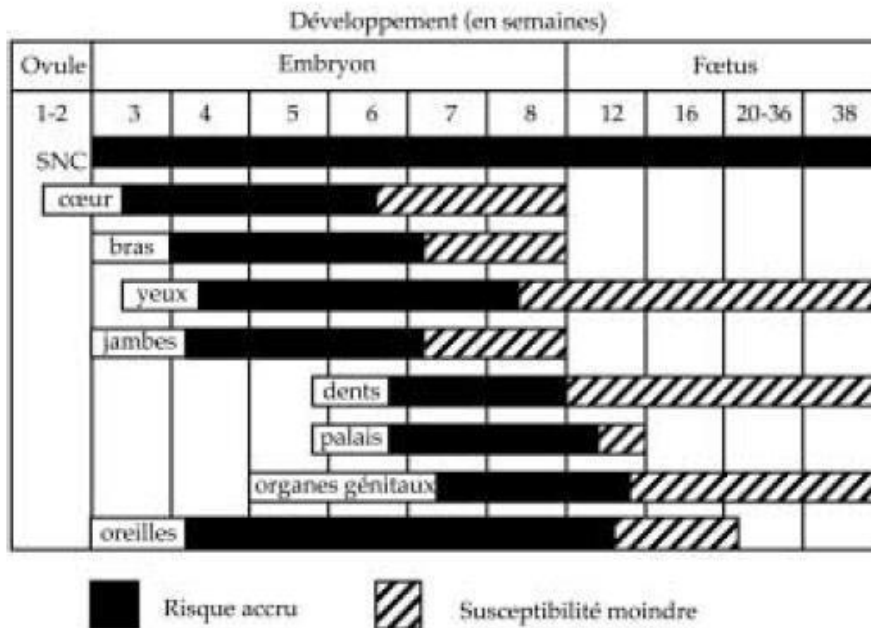 Développement (en semaines)
Ovule Embryon Fœtus
1-2 3 4 5 6 7 8 12 16 20-36 38
SNC
cœur
bras
yeux
jambes
dents
palais
organes génitaux
oreilles
Risque accru Susceptibilité moindre